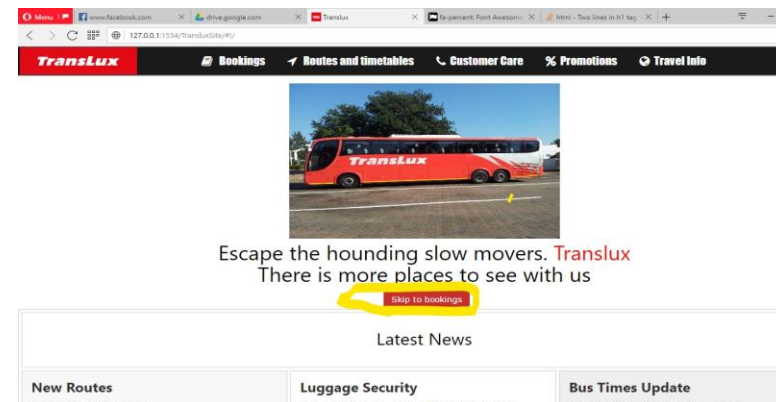 Menu
www.facebook.com
drive.google.com
Translux
fa-percent: Font Awesome
html - Two lines in h1 tag
127.0.0.1:1554/TransluxSite/#!/
TransLux
Bookings
Routes and timetables
Customer Care
% Promotions
Travel Info
TransLux
Escape the hounding slow movers. Translux
There is more places to see with us
Skip to bookings
Latest News
New Routes
Luggage Security
Bus Times Update